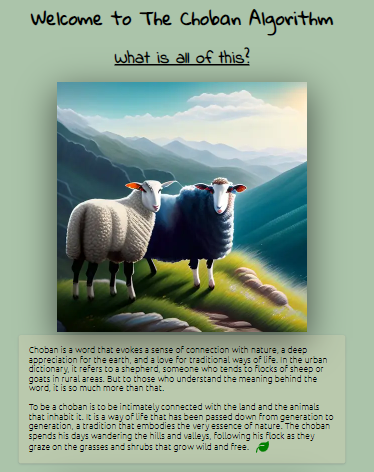 Welcome to The Choban Algorithm
What is all of this?
Choban is a word that evokes a sense of connection with nature, a deep
appreciation for the earth, and a love for traditional ways of life. In the urban
dictionary, it refers to a shepherd, someone who tends to flocks of sheep or
goats in rural areas. But to those who understand the meaning behind the
word, it is so much more than that.
To be a choban is to be intimately connected with the land and the animals
that inhabit it. It is a way of life that has been passed down from generation to
generation, a tradition that embodies the very essence of nature. The choban
spends his days wandering the hills and valleys, following his flock as they
graze on the grasses and shrubs that grow wild and free.